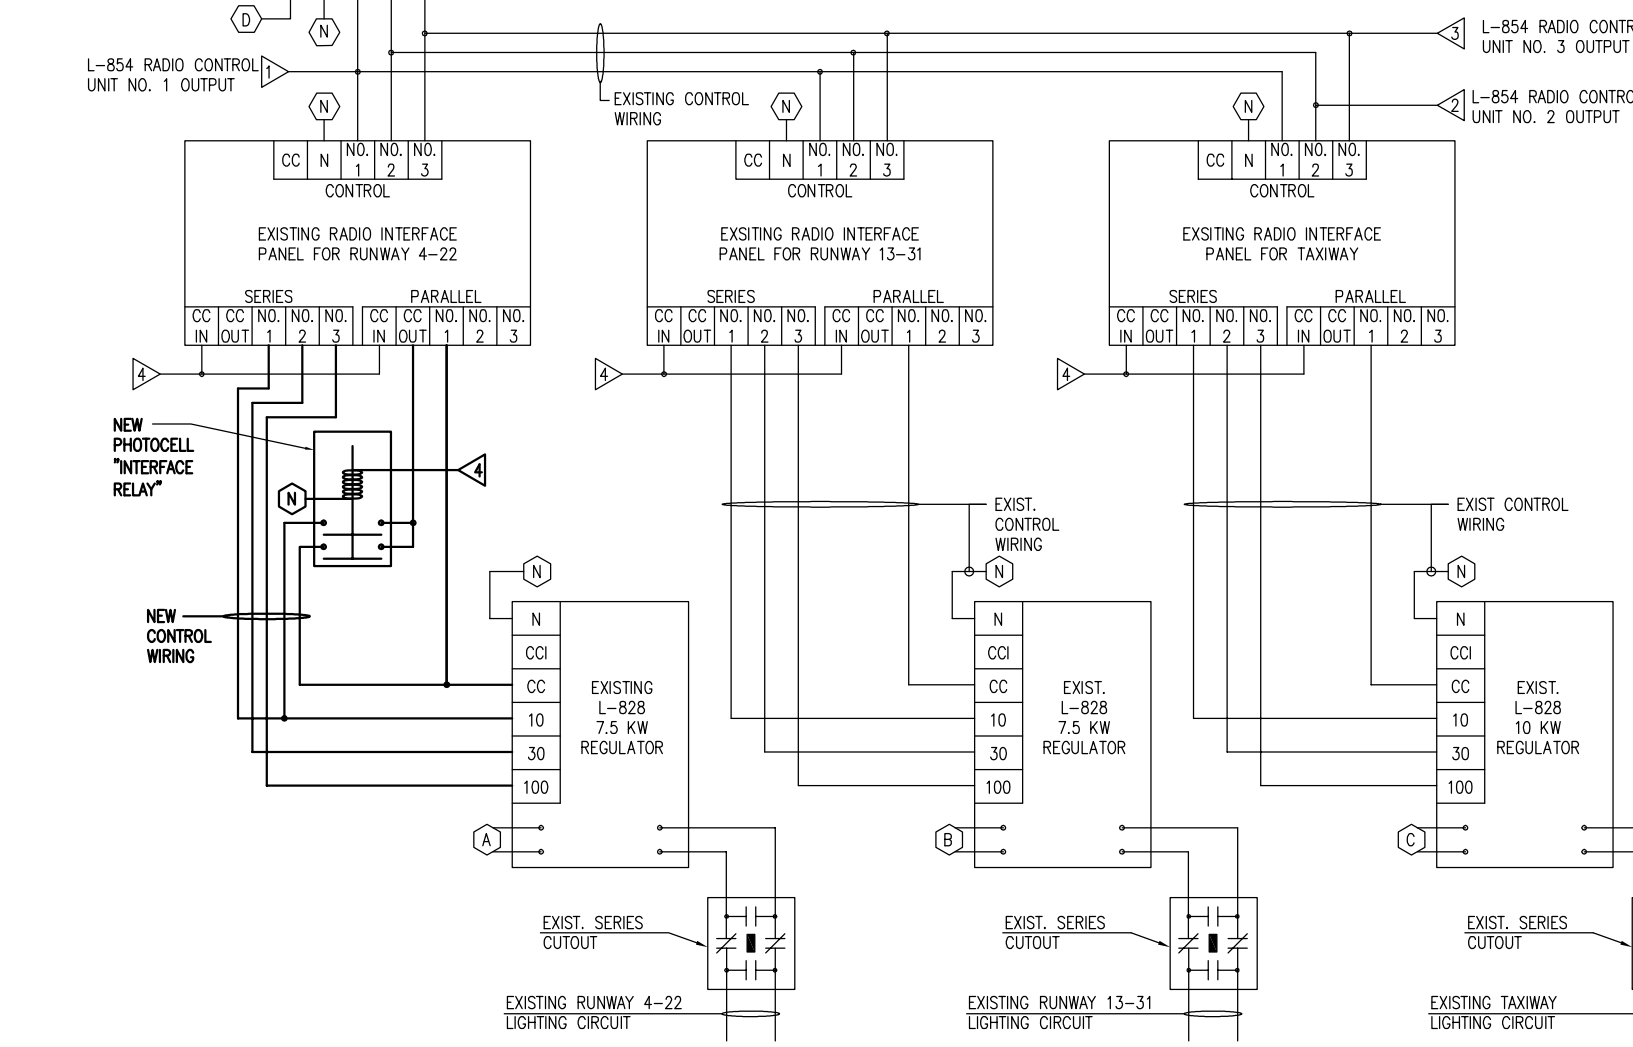 D
N
3
L-854 RADIO CONTR
UNIT NO. 3 OUTPUT
L-854 RADIO CONTROL
UNIT NO. 1 OUTPUT
1
EXISTING CONTROL
WIRING
2
L-854 RADIO CONTRO
UNIT NO. 2 OUTPUT
N
N
N
CC N NO. 1 NO. 2 NO. 3
CONTROL
EXISTING RADIO INTERFACE
PANEL FOR RUNWAY 4-22
SERIES
PARALLEL
CC IN CC OUT NO. 1 NO. 2 NO. 3
CC IN CC OUT NO. 1 NO. 2 NO. 3
CC N NO. 1 NO. 2 NO. 3
CONTROL
EXSITING RADIO INTERFACE
PANEL FOR RUNWAY 13-31
SERIES
PARALLEL
CC IN CC OUT NO. 1 NO. 2 NO. 3
CC IN CC OUT NO. 1 NO. 2 NO. 3
CC N NO. 1 NO. 2 NO. 3
CONTROL
EXSITING RADIO INTERFACE
PANEL FOR TAXIWAY
SERIES
PARALLEL
CC IN CC OUT NO. 1 NO. 2 NO. 3
CC IN CC OUT NO. 1 NO. 2 NO. 3
4
4
4
NEW
PHOTOCELL
"INTERFACE
RELAY"
4
N
NEW
CONTROL
WIRING
EXIST.
CONTROL
WIRING
EXIST CONTROL
WIRING
N
N
N
N
CCI
CC
10
30
100
EXISTING
L-828
7.5 KW
REGULATOR
N
CCI
CC
10
30
100
EXIST.
L-828
7.5 KW
REGULATOR
N
CCI
CC
10
30
100
EXIST.
L-828
10 KW
REGULATOR
A
B
C
EXIST. SERIES
CUTOUT
EXIST. SERIES
CUTOUT
EXIST. SERIES
CUTOUT
EXISTING RUNWAY 4-22
LIGHTING CIRCUIT
EXISTING RUNWAY 13-31
LIGHTING CIRCUIT
EXISTING TAXIWAY
LIGHTING CIRCUIT